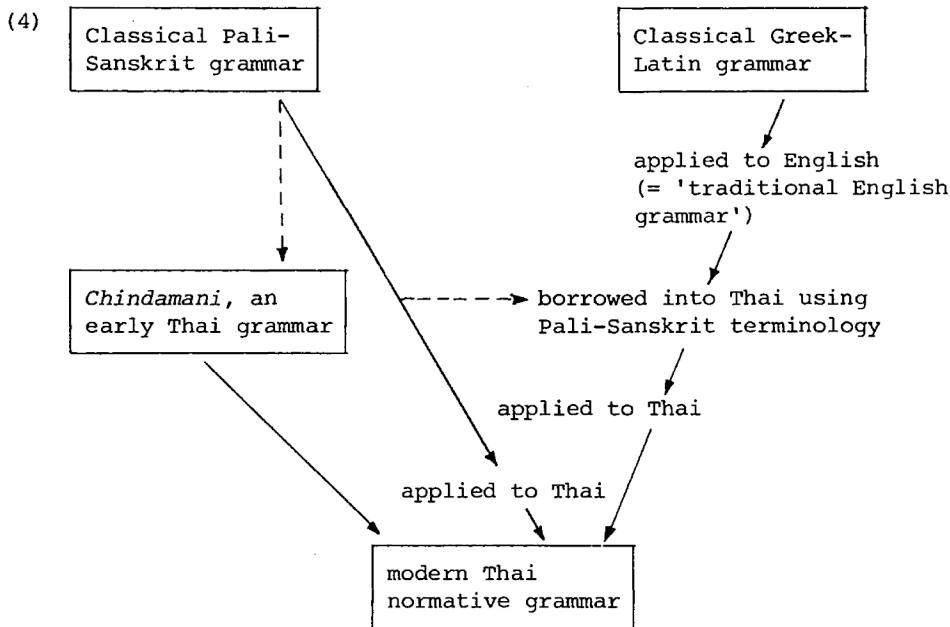 (4)
Classical Pali-
Sanskrit grammar
Classical Greek-
Latin grammar
applied to English
(= 'traditional English
grammar')
Chindamani, an
early Thai grammar
borrowed into Thai using
Pali-Sanskrit terminology
applied to Thai
applied to Thai
modern Thai
normative grammar